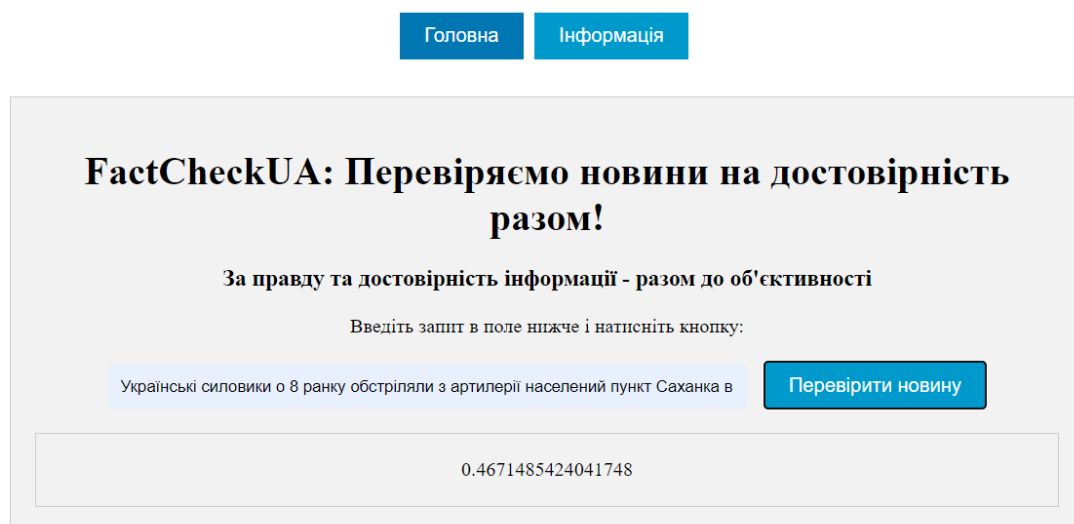 Головна Інформація
FactCheckUA: Перевіряємо новини на достовірність
разом!
За правду та достовірність інформації - разом до об'єктивності
Введіть запит в поле нижче і натисніть кнопку:
Українські силовики о 8 ранку обстріляли з артилерії населений пункт Саханка в Перевірити новину
0.4671485424041748